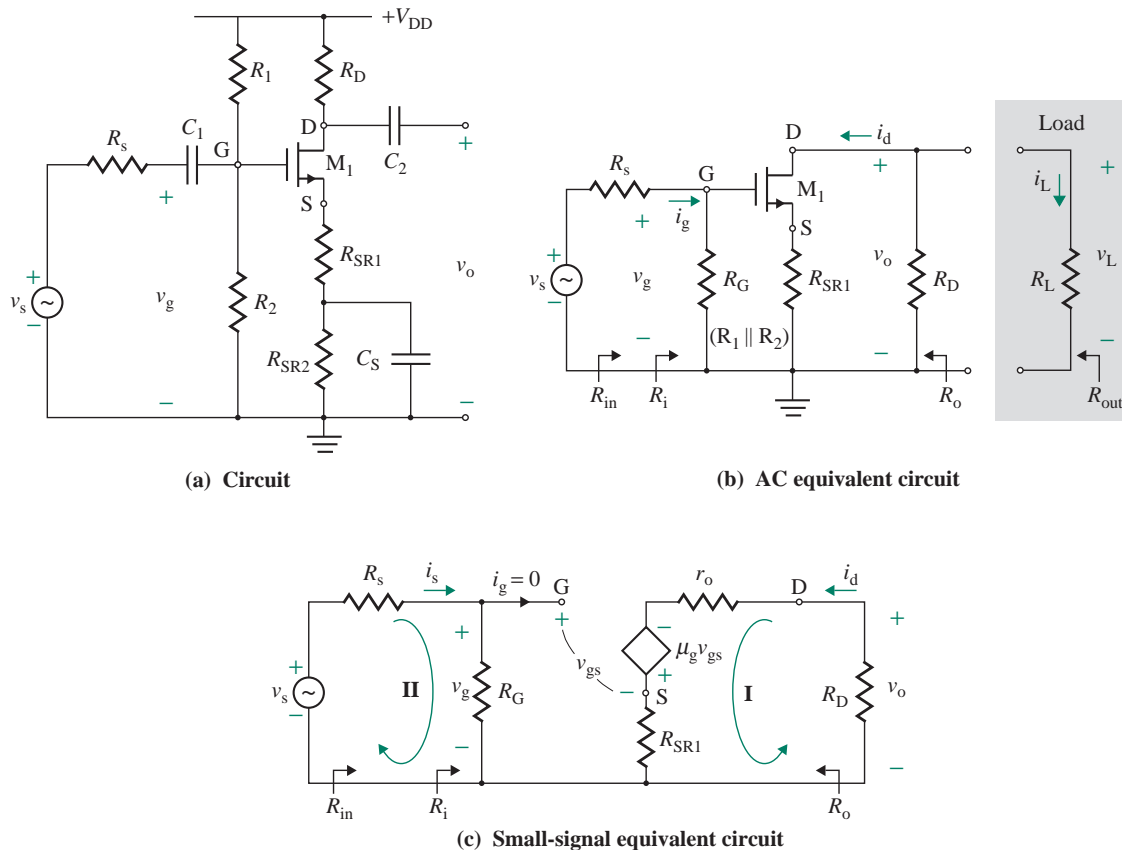 +V_DD
R_1
R_D
D
C_1
R_s
G
C_2
+
M_1
+
S
R_SR1
+
v_s
~
−
v_g
R_2
v_o
R_SR2
C_S
−
−
(a) Circuit
D
i_d
R_s
G
+
M_1
+
i_g
S
+
v_s
~
−
v_g
R_G
R_SR1
v_o
R_D
(R_1 || R_2)
−
−
R_in
R_i
R_o
Load
i_L
+
R_L
v_L
−
R_out
(b) AC equivalent circuit
R_s
i_s
i_g = 0
G
r_o
D
i_d
+
+
−
+
v_gs
μ_g v_gs
+
v_s
~
−
II
v_g
R_G
−
+
S
I
R_D
v_o
R_SR1
−
−
R_in
R_i
R_o
(c) Small-signal equivalent circuit